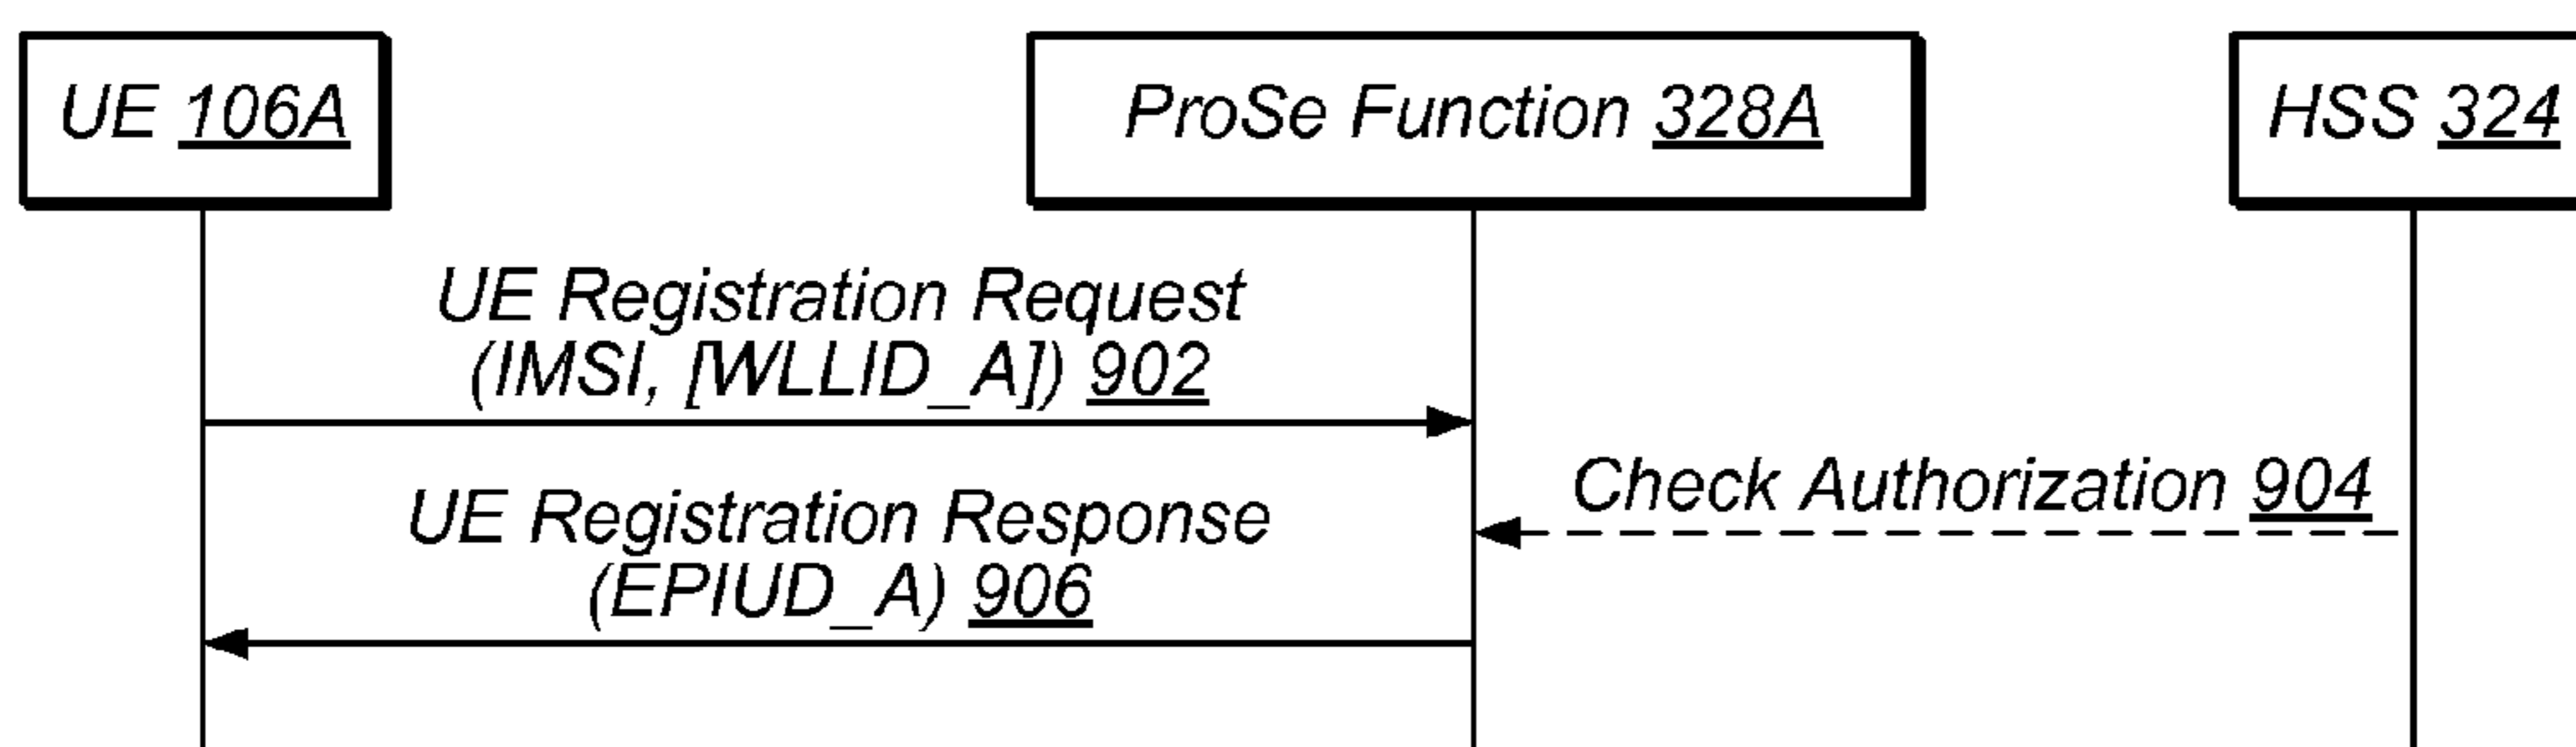 UE 106A
ProSe Function 328A
HSS 324
UE Registration Request
(IMSI, [WLLID_A]) 902
Check Authorization 904
UE Registration Response
(EPIUD_A) 906